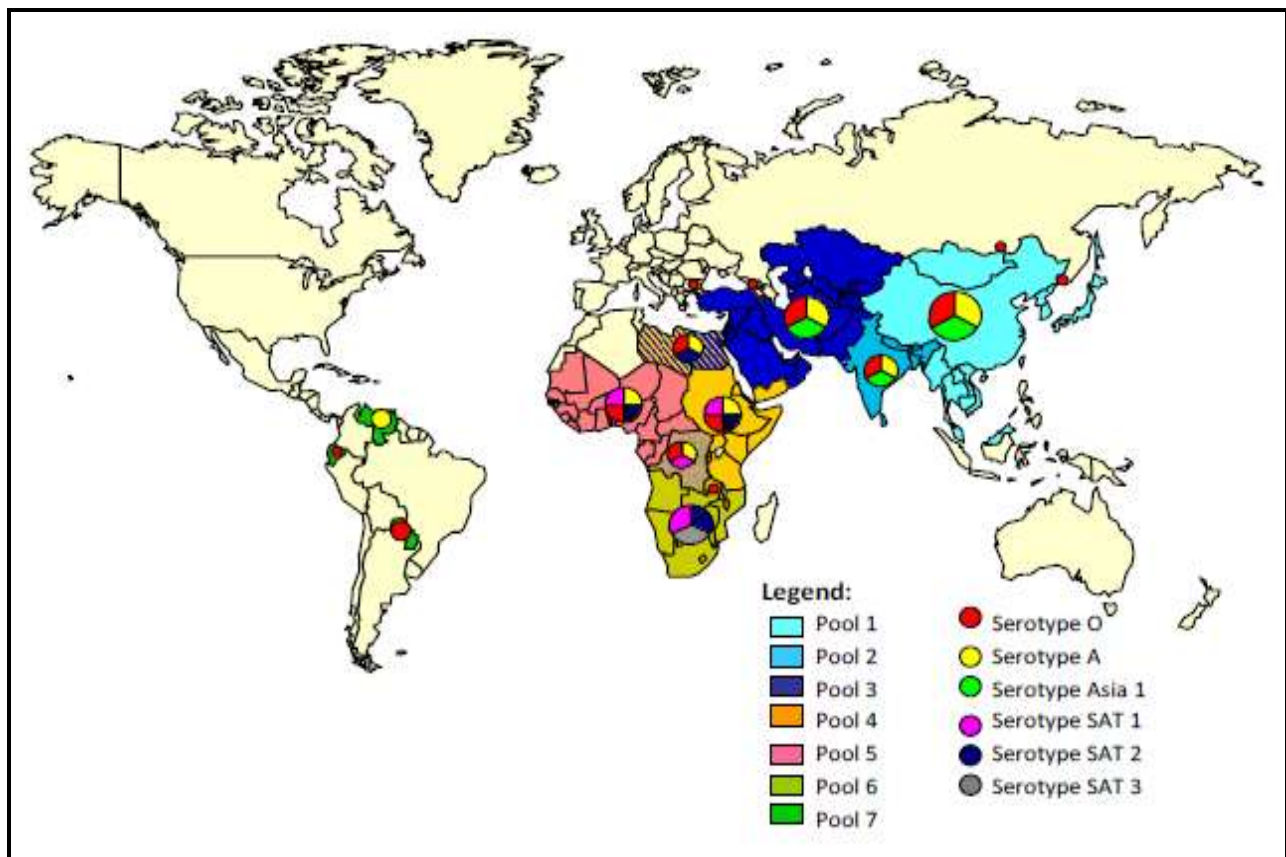 Legend:
Pool 1
Pool 2
Pool 3
Pool 4
Pool 5
Pool 6
Pool 7
Serotype O
Serotype A
Serotype Asia 1
Serotype SAT 1
Serotype SAT 2
Serotype SAT 3